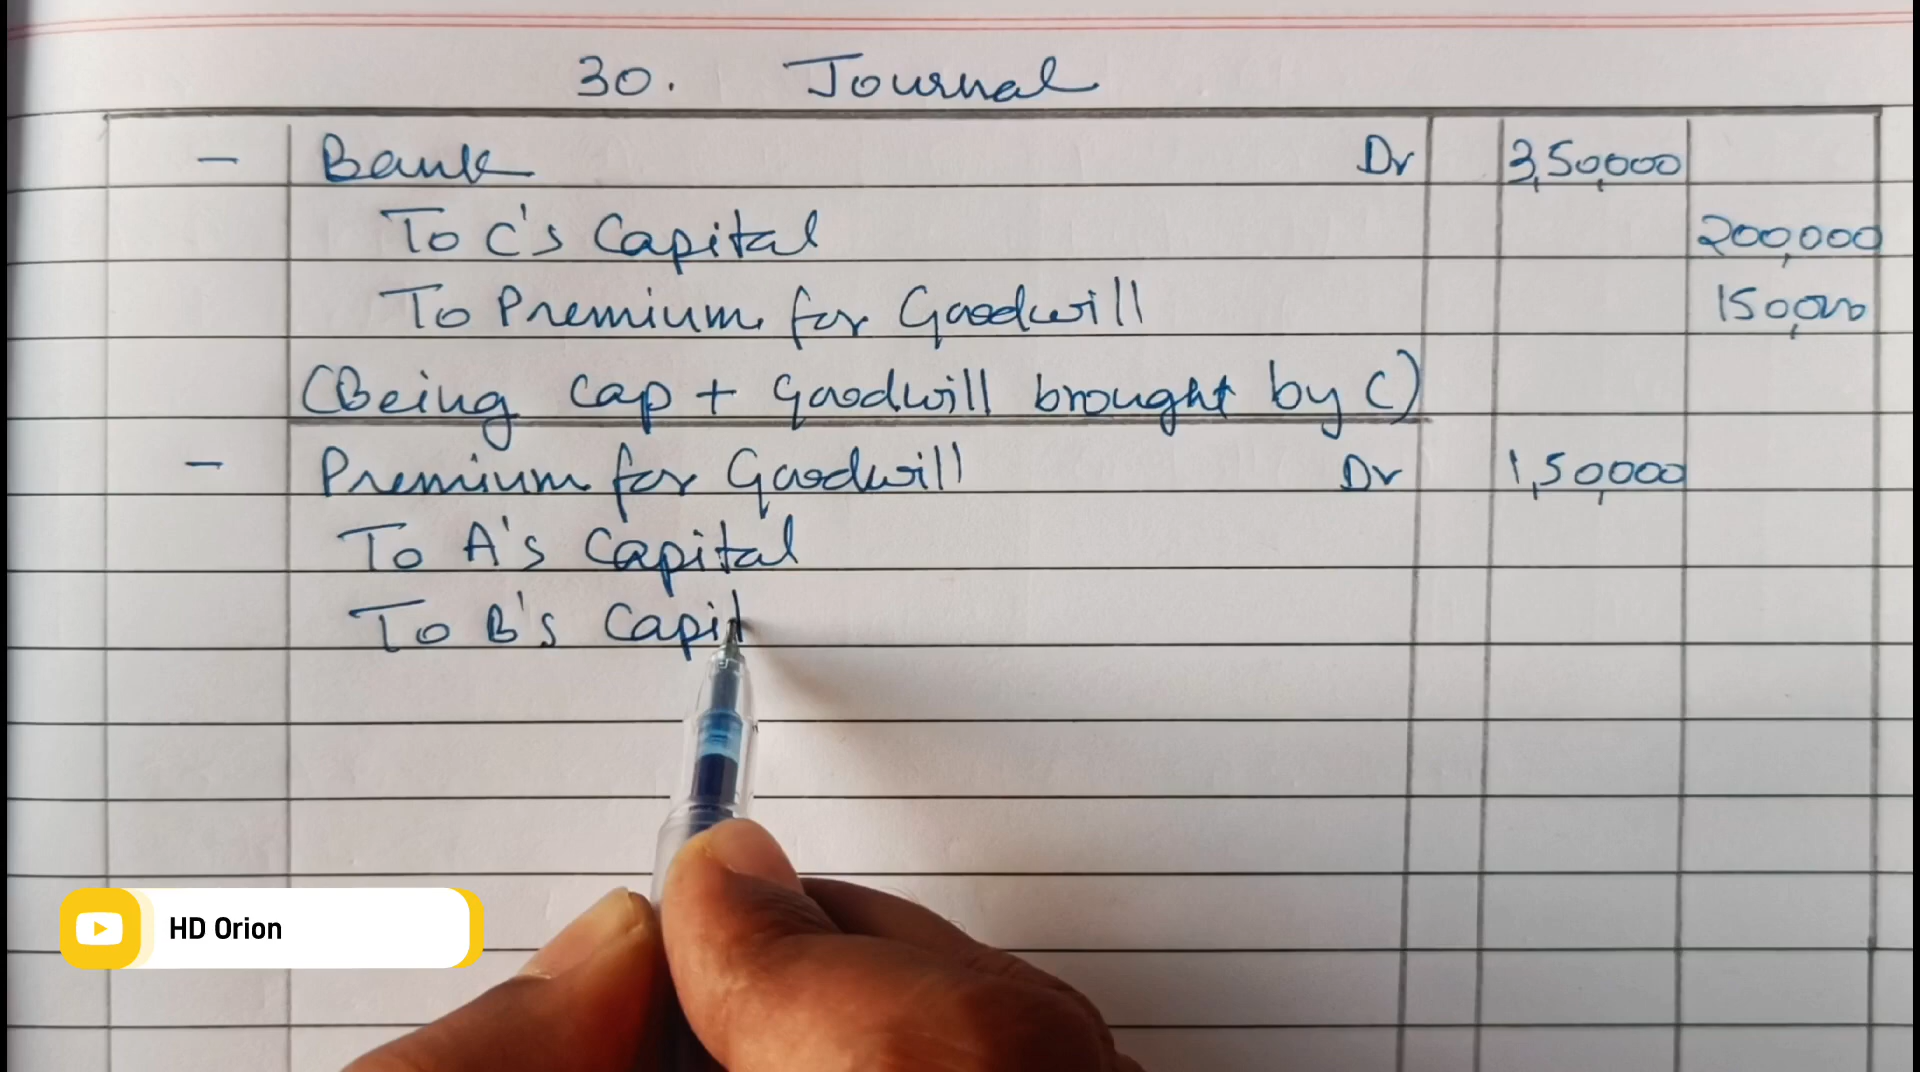 30. Journal
- Bank Dr 3,50,000
To C's Capital 200,000
To Premium for Goodwill 150,000
(Being cap + Goodwill brought by C)
- Premium for Goodwill Dr 1,50,000
To A's Capital
To B's Capit
HD Orion